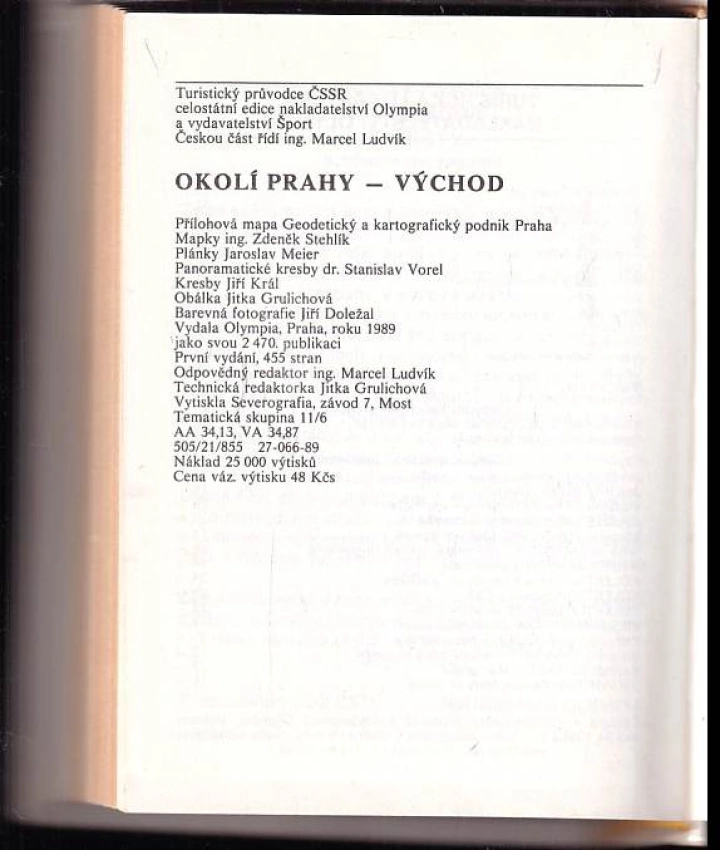 Turistický průvodce ČSSR
celostátní edice nakladatelství Olympia
a vydavatelství Šport
Českou část řídí ing. Marcel Ludvík
OKOLÍ PRAHY — VÝCHOD
Přílohová mapa Geodetický a kartografický podnik Praha
Mapky ing. Zdeněk Stehlík
Plánky Jaroslav Meier
Panoramatické kresby dr. Stanislav Vorel
Kresby Jiří Král
Obálka Jitka Grulichová
Barevná fotografie Jiří Doležal
Vydala Olympia, Praha, roku 1989
jako svou 2 470. publikaci
První vydání, 455 stran
Odpovědný redaktor ing. Marcel Ludvík
Technická redaktorka Jitka Grulichová
Vytiskla Severografia, závod 7, Most
Tematická skupina 11/6
AA 34,13, VA 34,87
505/21/855 27-066-89
Náklad 25 000 výtisků
Cena váz. výtisku 48 Kčs